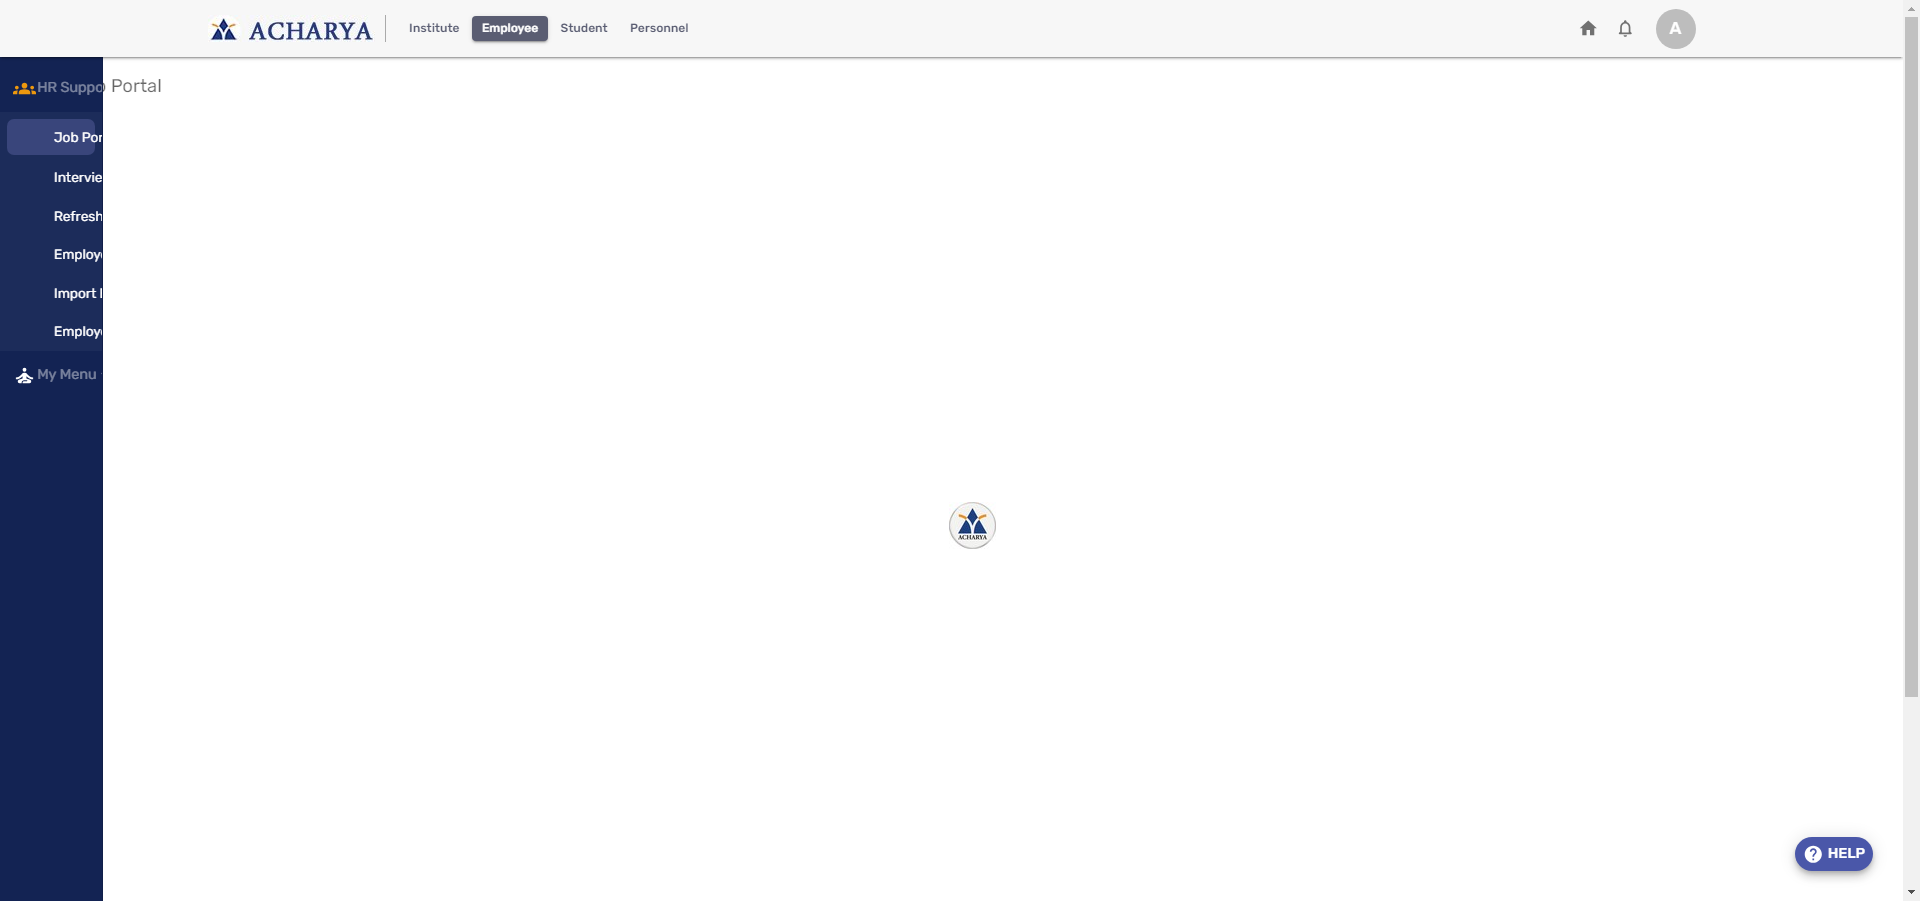 ACHARYA Institute Employee Student Personnel A
HR Suppo Portal
Job Por
Intervie
Refresh
Employ
Import
Employ
My Menu
ACHARYA
? HELP